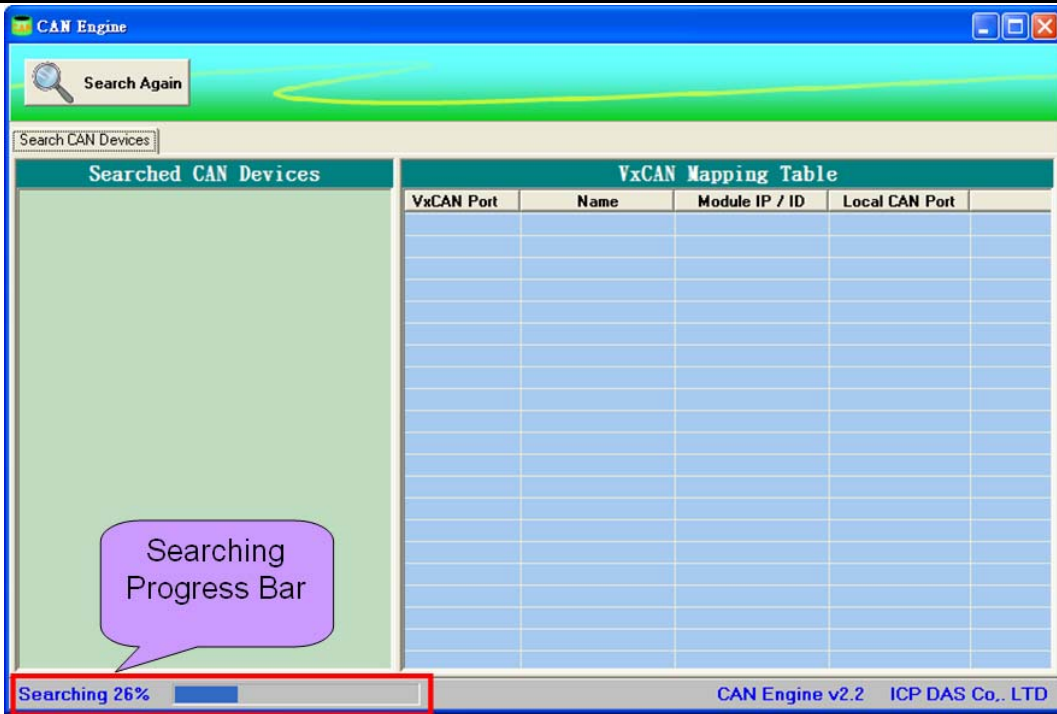 CAN Engine
Search Again
Search CAN Devices
Searched CAN Devices
VxCAN Mapping Table
VxCAN Port Name Module IP / ID Local CAN Port
Searching
Progress Bar
Searching 26%
CAN Engine v2.2 ICP DAS Co,. LTD